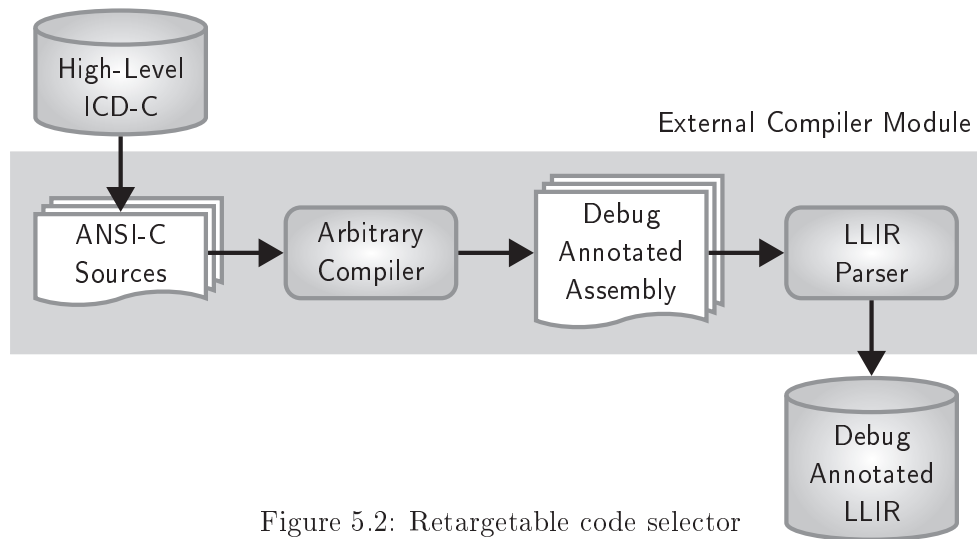 High-Level
ICD-C
External Compiler Module
ANSI-C
Sources
Arbitrary
Compiler
Debug
Annotated
Assembly
LLIR
Parser
Debug
Annotated
LLIR
Figure 5.2: Retargetable code selector